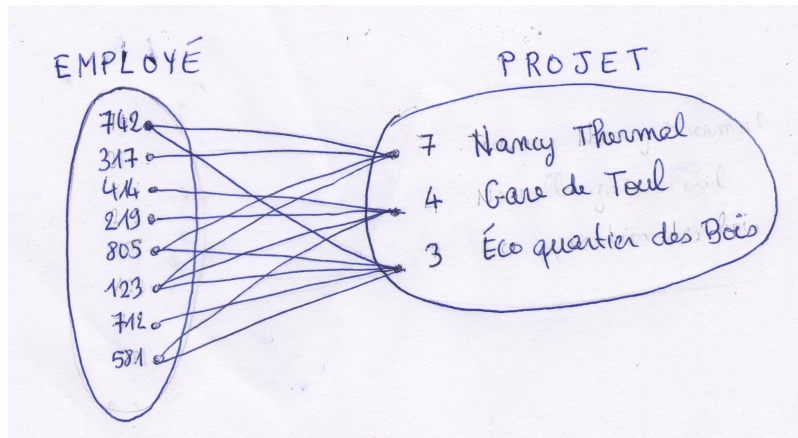 EMPLOYÉ
PROJET
742
317
414
219
805
123
712
581
7 Nancy Thermal
4 Gare de Toul
3 Éco quartier des Bois